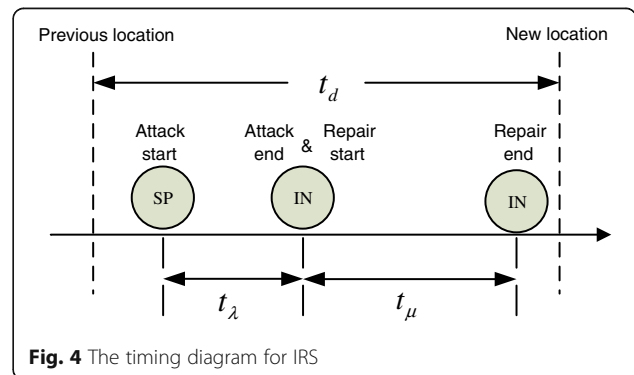 Previous location
New location
t_d
Attack start
Attack end & Repair start
Repair end
SP
IN
IN
t_λ
t_μ
Fig. 4 The timing diagram for IRS